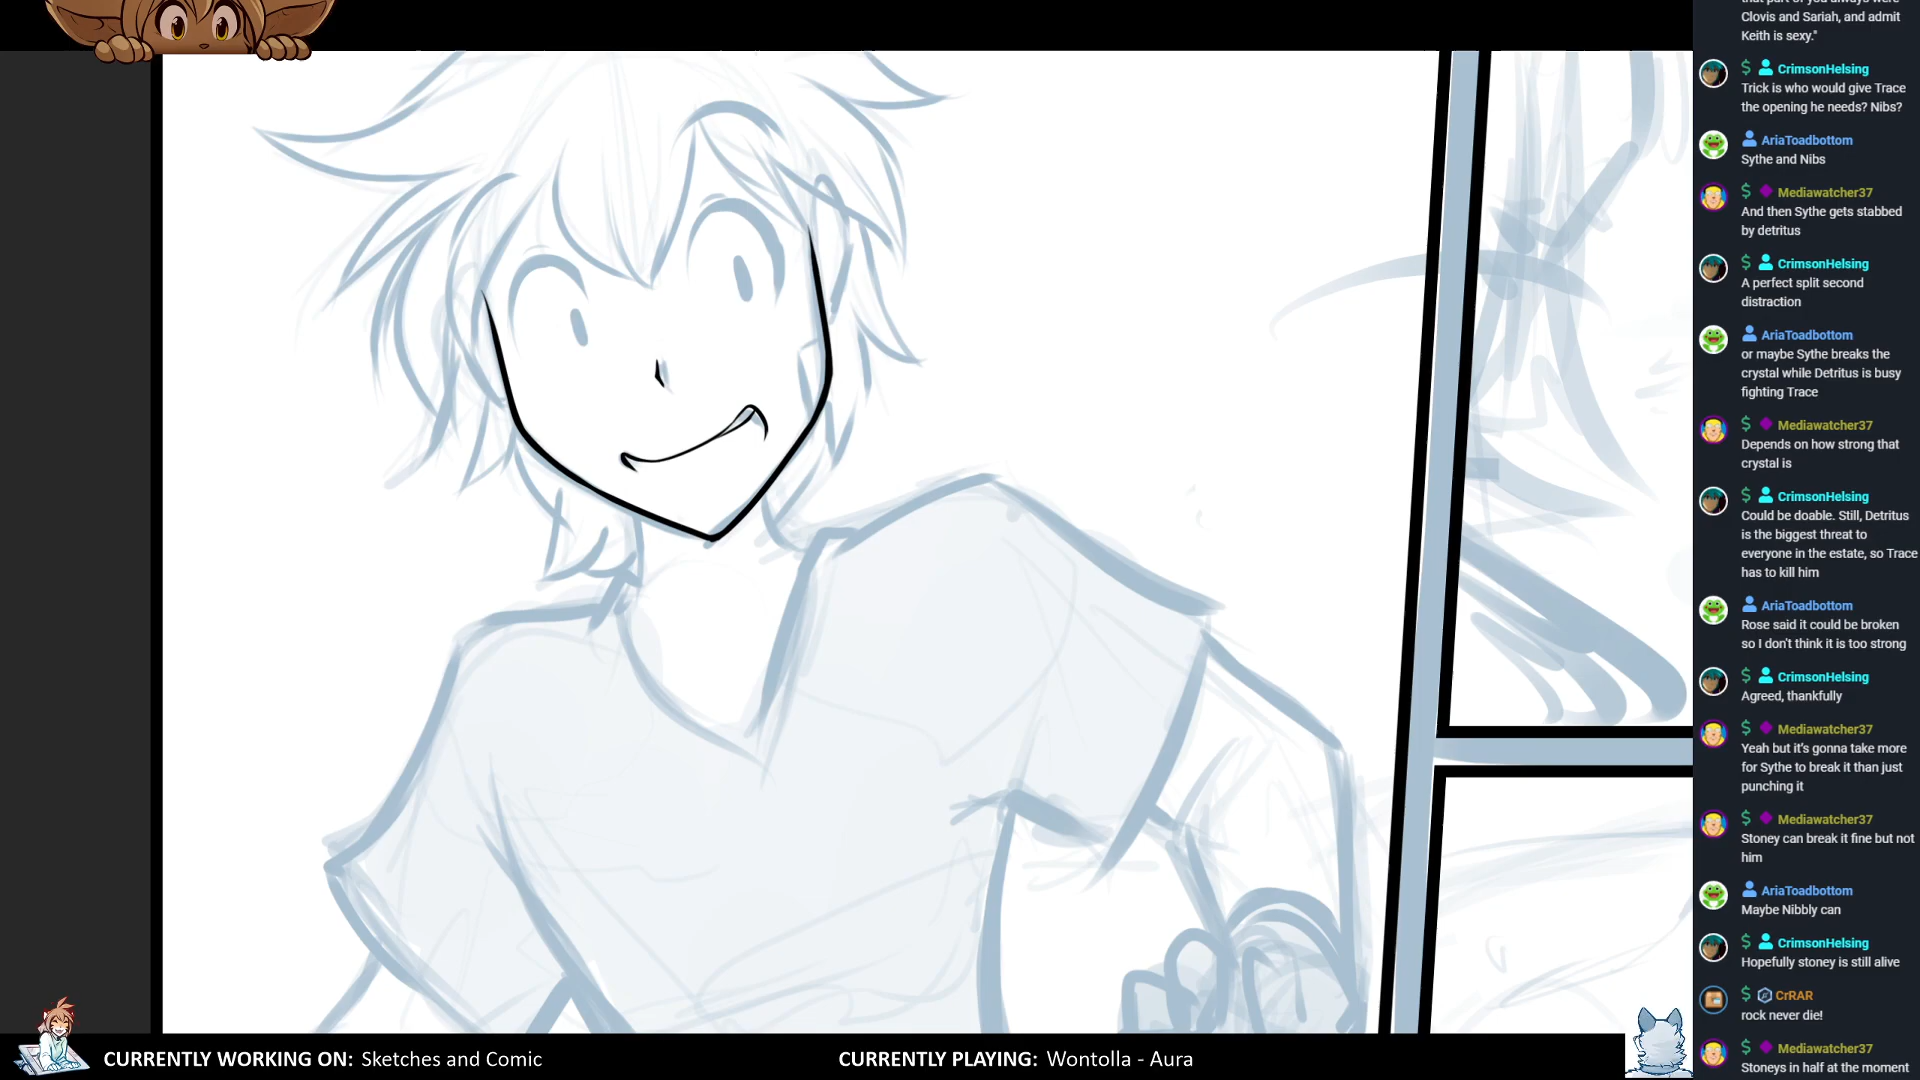 that part of you always were
Clovis and Sariah, and admit
Keith is sexy."
CrimsonHelsing
Trick is who would give Trace
the opening he needs? Nibs?
AriaToadbottom
Sythe and Nibs
Mediawatcher37
And then Sythe gets stabbed
by detritus
CrimsonHelsing
A perfect split second
distraction
AriaToadbottom
or maybe Sythe breaks the
crystal while Detritus is busy
fighting Trace
Mediawatcher37
Depends on how strong that
crystal is
CrimsonHelsing
Could be doable. Still, Detritus
is the biggest threat to
everyone in the estate, so Trace
has to kill him
AriaToadbottom
Rose said it could be broken
so I don't think it is too strong
CrimsonHelsing
Agreed, thankfully
Mediawatcher37
Yeah but it's gonna take more
for Sythe to break it than just
punching it
Mediawatcher37
Stoney can break it fine but not
him
AriaToadbottom
Maybe Nibbly can
CrimsonHelsing
Hopefully stoney is still alive
CrRAR
rock never die!
Mediawatcher37
Stoneys in half at the moment
CURRENTLY WORKING ON: Sketches and Comic
CURRENTLY PLAYING: Wontolla - Aura